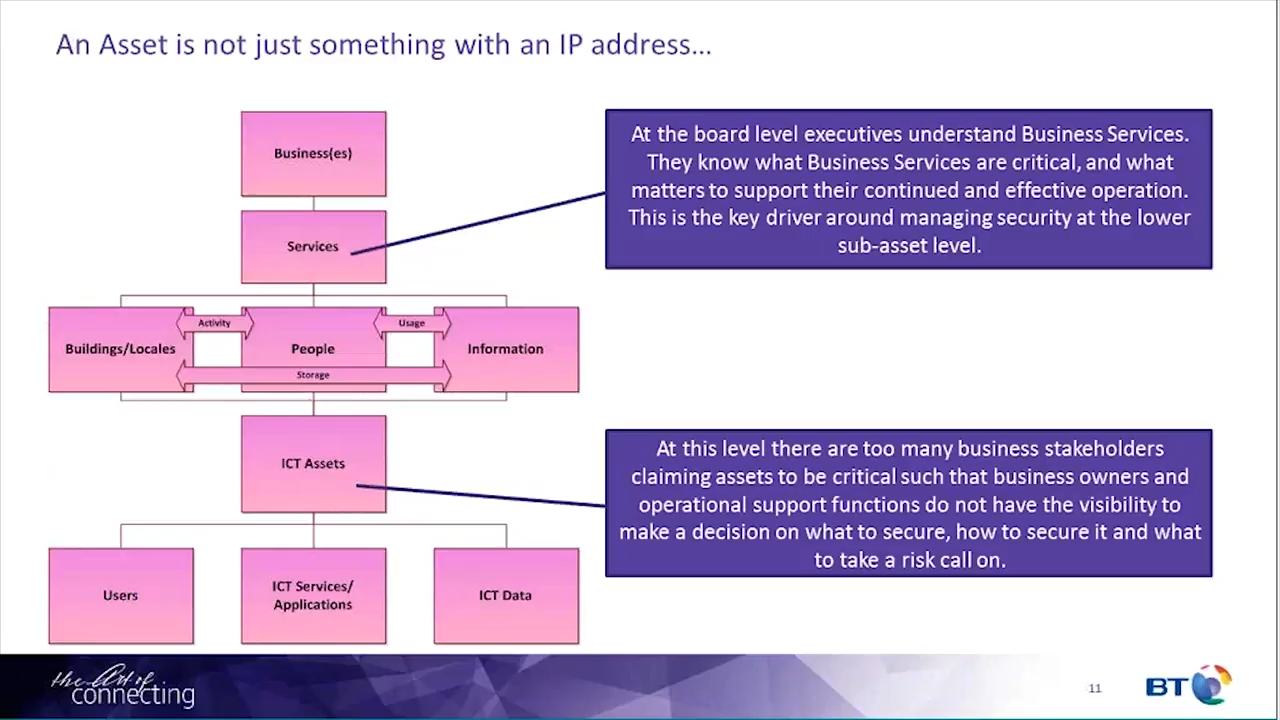 An Asset is not just something with an IP address...
Business(es)
Services
At the board level executives understand Business Services.
They know what Business Services are critical, and what
matters to support their continued and effective operation.
This is the key driver around managing security at the lower
sub-asset level.
Activity
Usage
Buildings/Locales
People
Information
Storage
ICT Assets
At this level there are too many business stakeholders
claiming assets to be critical such that business owners and
operational support functions do not have the visibility to
make a decision on what to secure, how to secure it and what
to take a risk call on.
Users
ICT Services/
Applications
ICT Data
the Art of
connecting
11
BT